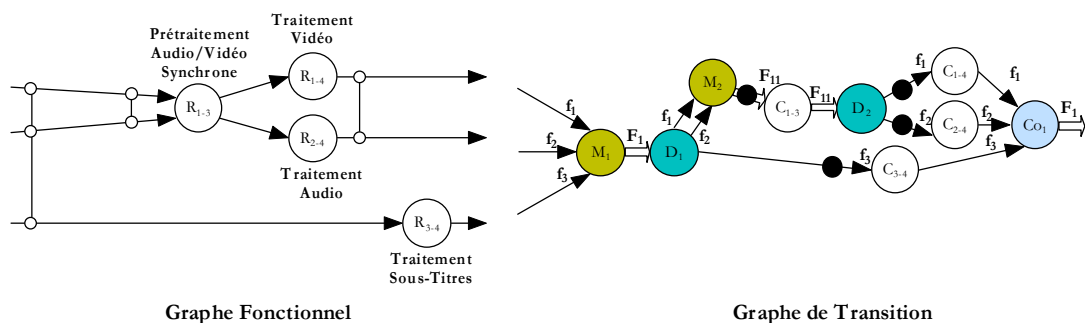 Prétraitement
Audio/Vidéo
Synchrone
Traitement
Vidéo
R1-4
R1-3
R2-4
Traitement
Audio
R3-4
Traitement
Sous-Titres
Graphe Fonctionnel
f1
f2
f3
M1
F1
D1
f1
f2
M2
F11
C1-3
F11
D2
f1
C1-4
f1
f2
C2-4
f2
f3
C3-4
f3
Co1
F1
Graphe de Transition